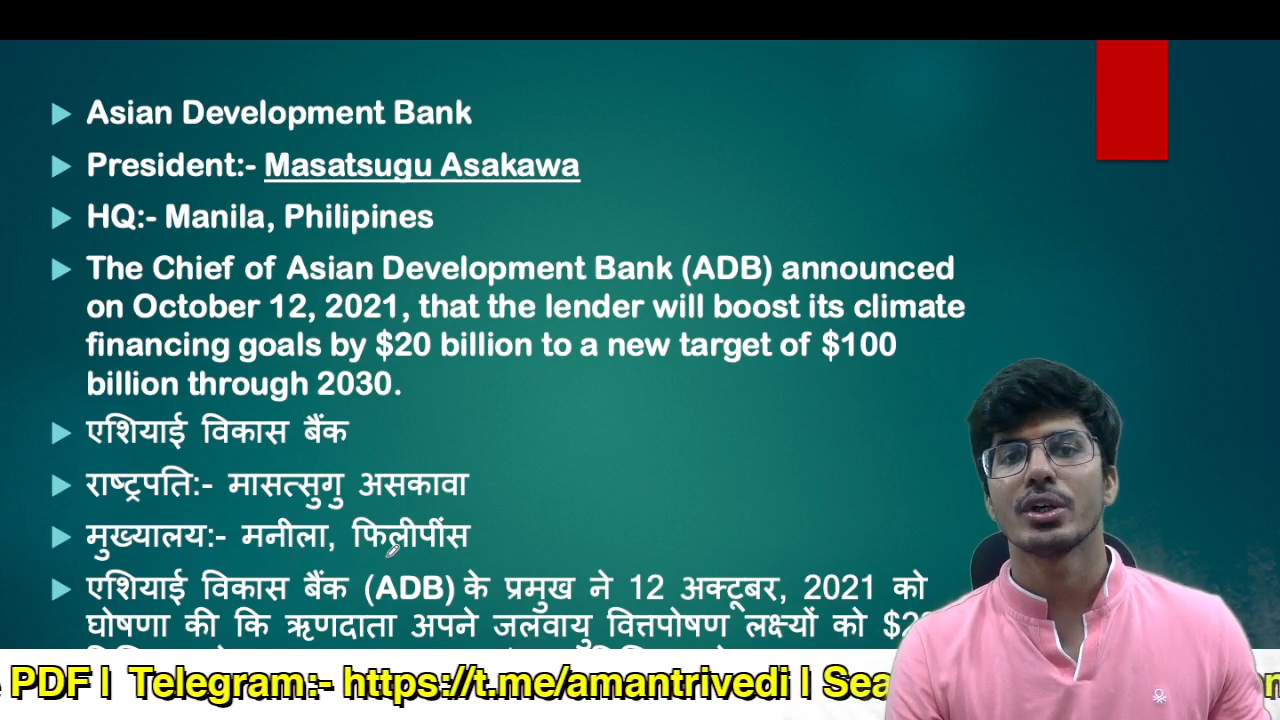 Asian Development Bank
President:- Masatsugu Asakawa
HQ:- Manila, Philipines
The Chief of Asian Development Bank (ADB) announced
on October 12, 2021, that the lender will boost its climate
financing goals by $20 billion to a new target of $100
billion through 2030.
एशियाई विकास बैंक
राष्ट्रपति:- मासत्सुगु असकावा
मुख्यालय:- मनीला, फिलीपींस
एशियाई विकास बैंक (ADB) के प्रमुख ने 12 अक्टूबर, 2021 को
घोषणा की कि ऋणदाता अपने जलवायु वित्तपोषण लक्ष्यों को
PDF l Telegram:- https://t.me/amantrivedi l